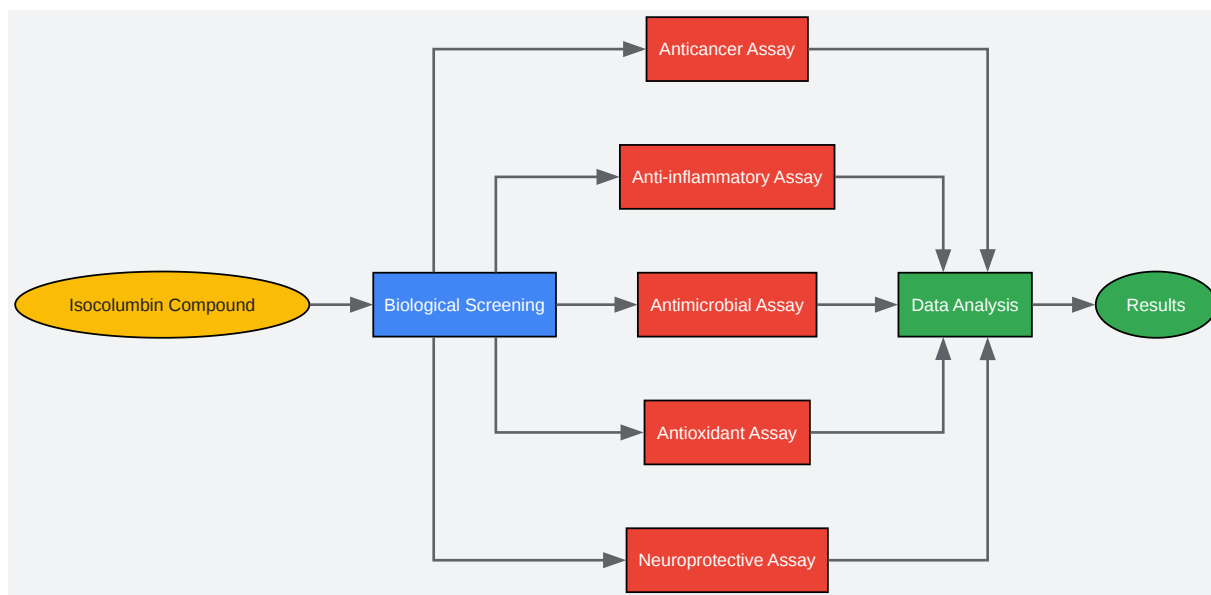 Anticancer Assay
Anti-inflammatory Assay
Isocolumbin Compound
Biological Screening
Antimicrobial Assay
Data Analysis
Results
Antioxidant Assay
Neuroprotective Assay